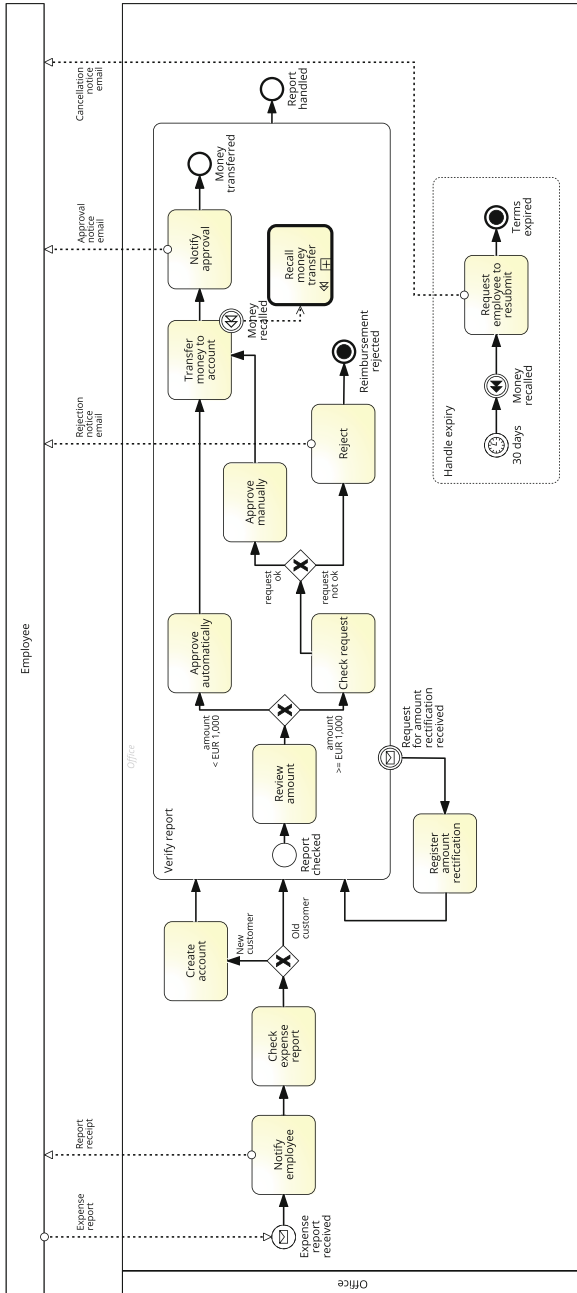 Employee
Office
Office
Expense
report
Report
receipt
Rejection
notice
email
Approval
notice
email
Cancellation
notice
email
Expense
report
received
Notify
employee
Check
expense
report
New
customer
Old
customer
Create
account
Verify report
Report
checked
Review
amount
amount
< EUR 1,000
amount
>= EUR 1,000
Approve
automatically
Check request
request
ok
request
not ok
Approve
manually
Reject
Reimbursement
rejected
Transfer
money to
account
Money
recalled
Recall
money
transfer
Notify
approval
Money
transferred
Report
handled
Request
for amount
rectification
received
Register
amount
rectification
Handle expiry
30 days
Money
recalled
Request
employee to
resubmit
Terms
expired